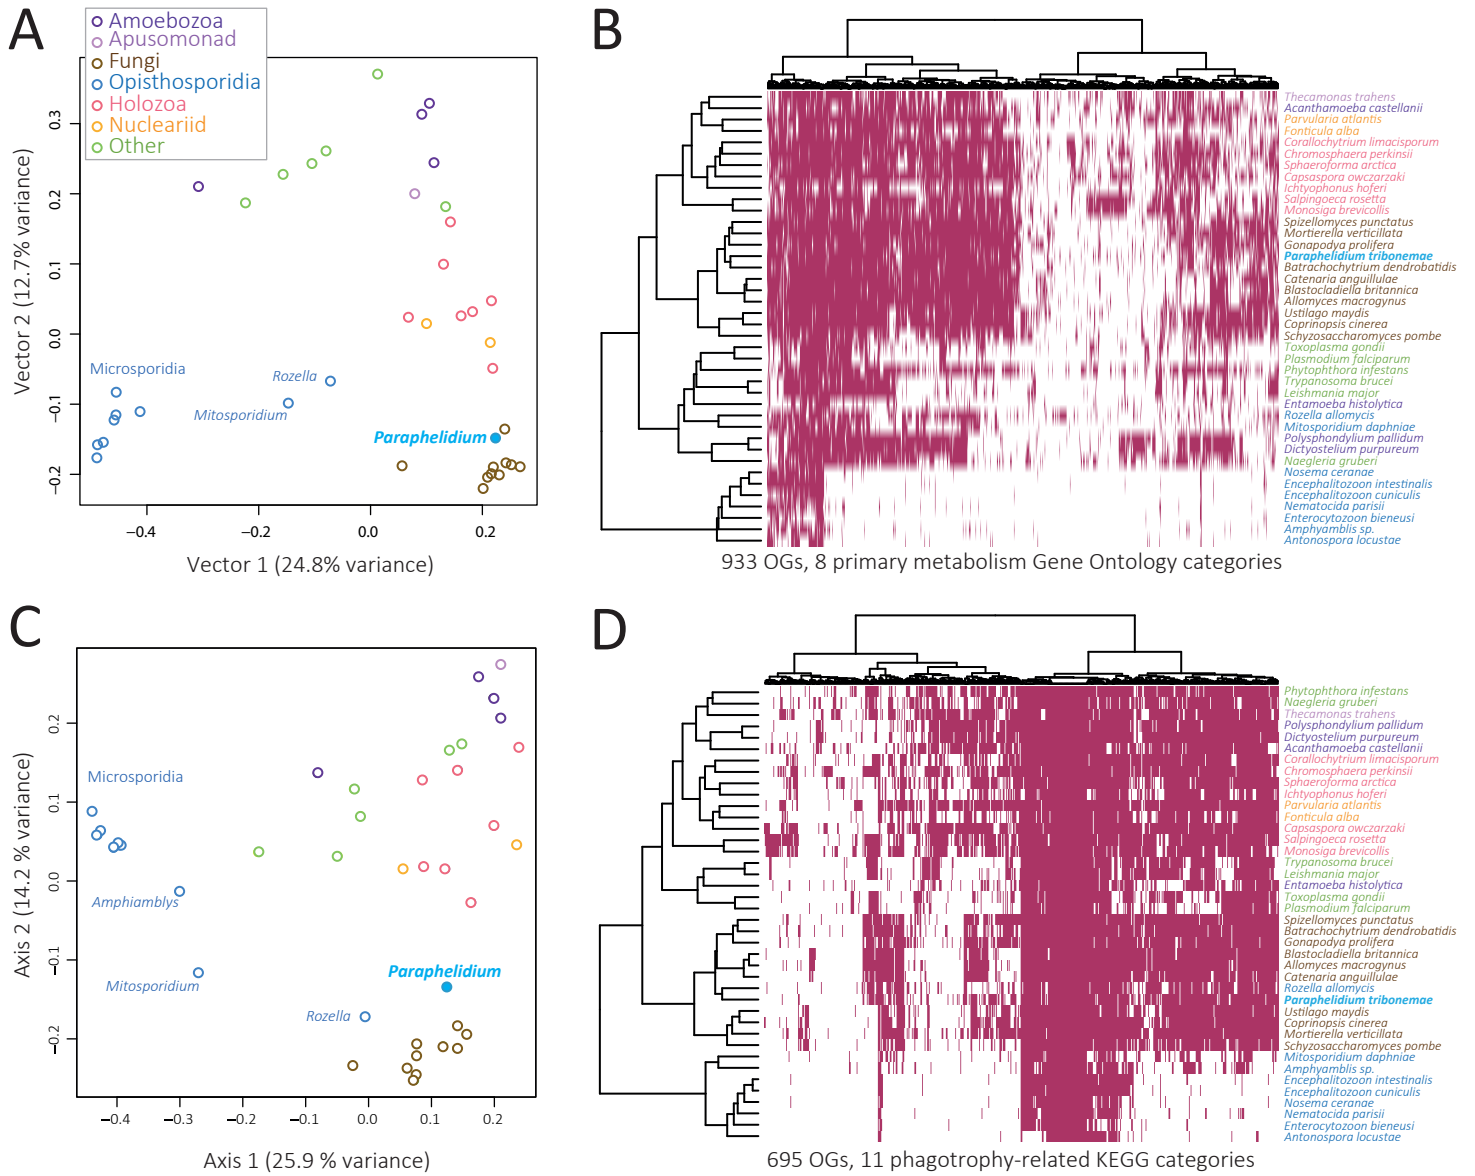 A
Amoebozoa
Apusomonad
Fungi
Opisthosporidia
Holozoa
Nucleariid
Other
Vector 2 (12.7% variance)
0.3
0.2
0.1
0.0
−0.1
−0.2
Microsporidia
Rozella
Mitosporidium
Paraphelidium
−0.4
−0.2
0.0
0.2
Vector 1 (24.8% variance)
B
Thecamonas trahens
Acanthamoeba castellanii
Parvularia atlantis
Fonticula alba
Corallochytrium limacisporum
Chromosphaera perkinsii
Sphaeroforma arctica
Capsaspora owczarzaki
Ichtyophonus hoferi
Salpingoeca rosetta
Monosiga brevicollis
Spizellomyces punctatus
Mortierella verticillata
Gonapodya prolifera
Paraphelidium tribonemae
Batrachochytrium dendrobatidis
Catenaria anguillulae
Blastocladiella britannica
Allomyces macrogynus
Ustilago maydis
Coprinopsis cinerea
Schyzosaccharomyces pombe
Toxoplasma gondii
Plasmodium falciparum
Phytophthora infestans
Trypanosoma brucei
Leishmania major
Entamoeba histolytica
Rozella allomycis
Mitosporidium daphniae
Polysphondylium pallidum
Dictyostelium purpureum
Naegleria gruberi
Nosema ceranae
Encephalitozoon intestinalis
Encephalitozoon cuniculis
Nematocida parisii
Enterocytozoon bieneusi
Amphyamblis sp.
Antonospora locustae
933 OGs, 8 primary metabolism Gene Ontology categories
C
Axis 2 (14.2 % variance)
0.2
0.1
0.0
−0.1
−0.2
Microsporidia
Amphiamblys
Mitosporidium
Paraphelidium
Rozella
−0.4
−0.3
−0.2
−0.1
0.0
0.1
0.2
Axis 1 (25.9 % variance)
D
Phytophthora infestans
Naegleria gruberi
Thecamonas trahens
Polysphondylium pallidum
Dictyostelium purpureum
Acanthamoeba castellanii
Corallochytrium limacisporum
Chromosphaera perkinsii
Sphaeroforma arctica
Ichtyophonus hoferi
Parvularia atlantis
Fonticula alba
Capsaspora owczarzaki
Salpingoeca rosetta
Monosiga brevicollis
Trypanosoma brucei
Leishmania major
Entamoeba histolytica
Toxoplasma gondii
Plasmodium falciparum
Spizellomyces punctatus
Batrachochytrium dendrobatidis
Gonapodya prolifera
Blastocladiella britannica
Allomyces macrogynus
Catenaria anguillulae
Rozella allomycis
Paraphelidium tribonemae
Ustilago maydis
Coprinopsis cinerea
Mortierella verticillata
Schyzosaccharomyces pombe
Mitosporidium daphniae
Amphyamblis sp.
Encephalitozoon intestinalis
Encephalitozoon cuniculis
Nosema ceranae
Nematocida parisii
Enterocytozoon bieneusi
Antonospora locustae
695 OGs, 11 phagotrophy-related KEGG categories